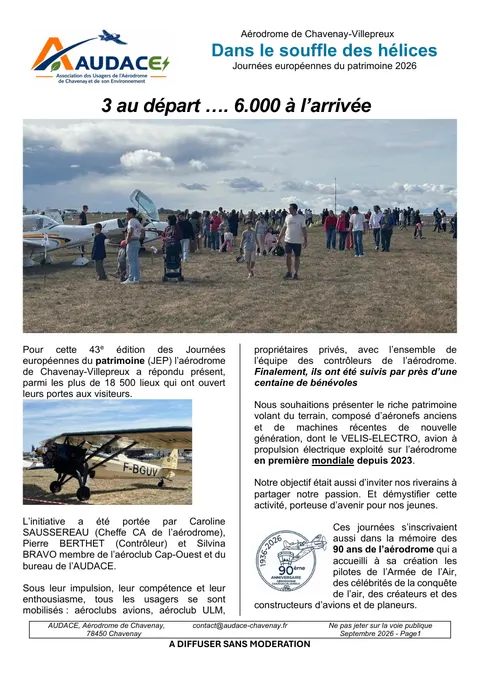 AUDACE
Association des Usagers de l'Aérodrome
de Chavenay et de son Environnement
Aérodrome de Chavenay-Villepreux
Dans le souffle des hélices
Journées européennes du patrimoine 2026
3 au départ …. 6.000 à l'arrivée
Pour cette 43e édition des Journées
européennes du patrimoine (JEP) l'aérodrome
de Chavenay-Villepreux a répondu présent,
parmi les plus de 18 500 lieux qui ont ouvert
leurs portes aux visiteurs.
F-BGUV
L'initiative a été portée par Caroline
SAUSSEREAU (Cheffe CA de l'aérodrome),
Pierre BERTHET (Contrôleur) et Silvina
BRAVO membre de l'aéroclub Cap-Ouest et du
bureau de l'AUDACE.
Sous leur impulsion, leur compétence et leur
enthousiasme, tous les usagers se sont
mobilisés : aéroclubs avions, aéroclub ULM,
propriétaires privés, avec l'ensemble de
l'équipe des contrôleurs de l'aérodrome.
Finalement, ils ont été suivis par près d'une
centaine de bénévoles
Nous souhaitions présenter le riche patrimoine
volant du terrain, composé d'aéronefs anciens
et de machines récentes de nouvelle
génération, dont le VELIS-ELECTRO, avion à
propulsion électrique exploité sur l'aérodrome
en première mondiale depuis 2023.
Notre objectif était aussi d'inviter nos riverains à
partager notre passion. Et démystifier cette
activité, porteuse d'avenir pour nos jeunes.
1936-2026
90ème
ANNIVERSAIRE
Ces journées s'inscrivaient
aussi dans la mémoire des
90 ans de l'aérodrome qui a
accueilli à sa création les
pilotes de l'Armée de l'Air,
des célébrités de la conquête
de l'air, des créateurs et des
constructeurs d'avions et de planeurs.
AUDACE, Aérodrome de Chavenay,
78450 Chavenay
contact@audace-chavenay.fr
Ne pas jeter sur la voie publique
Septembre 2026 - Page1
A DIFFUSER SANS MODERATION